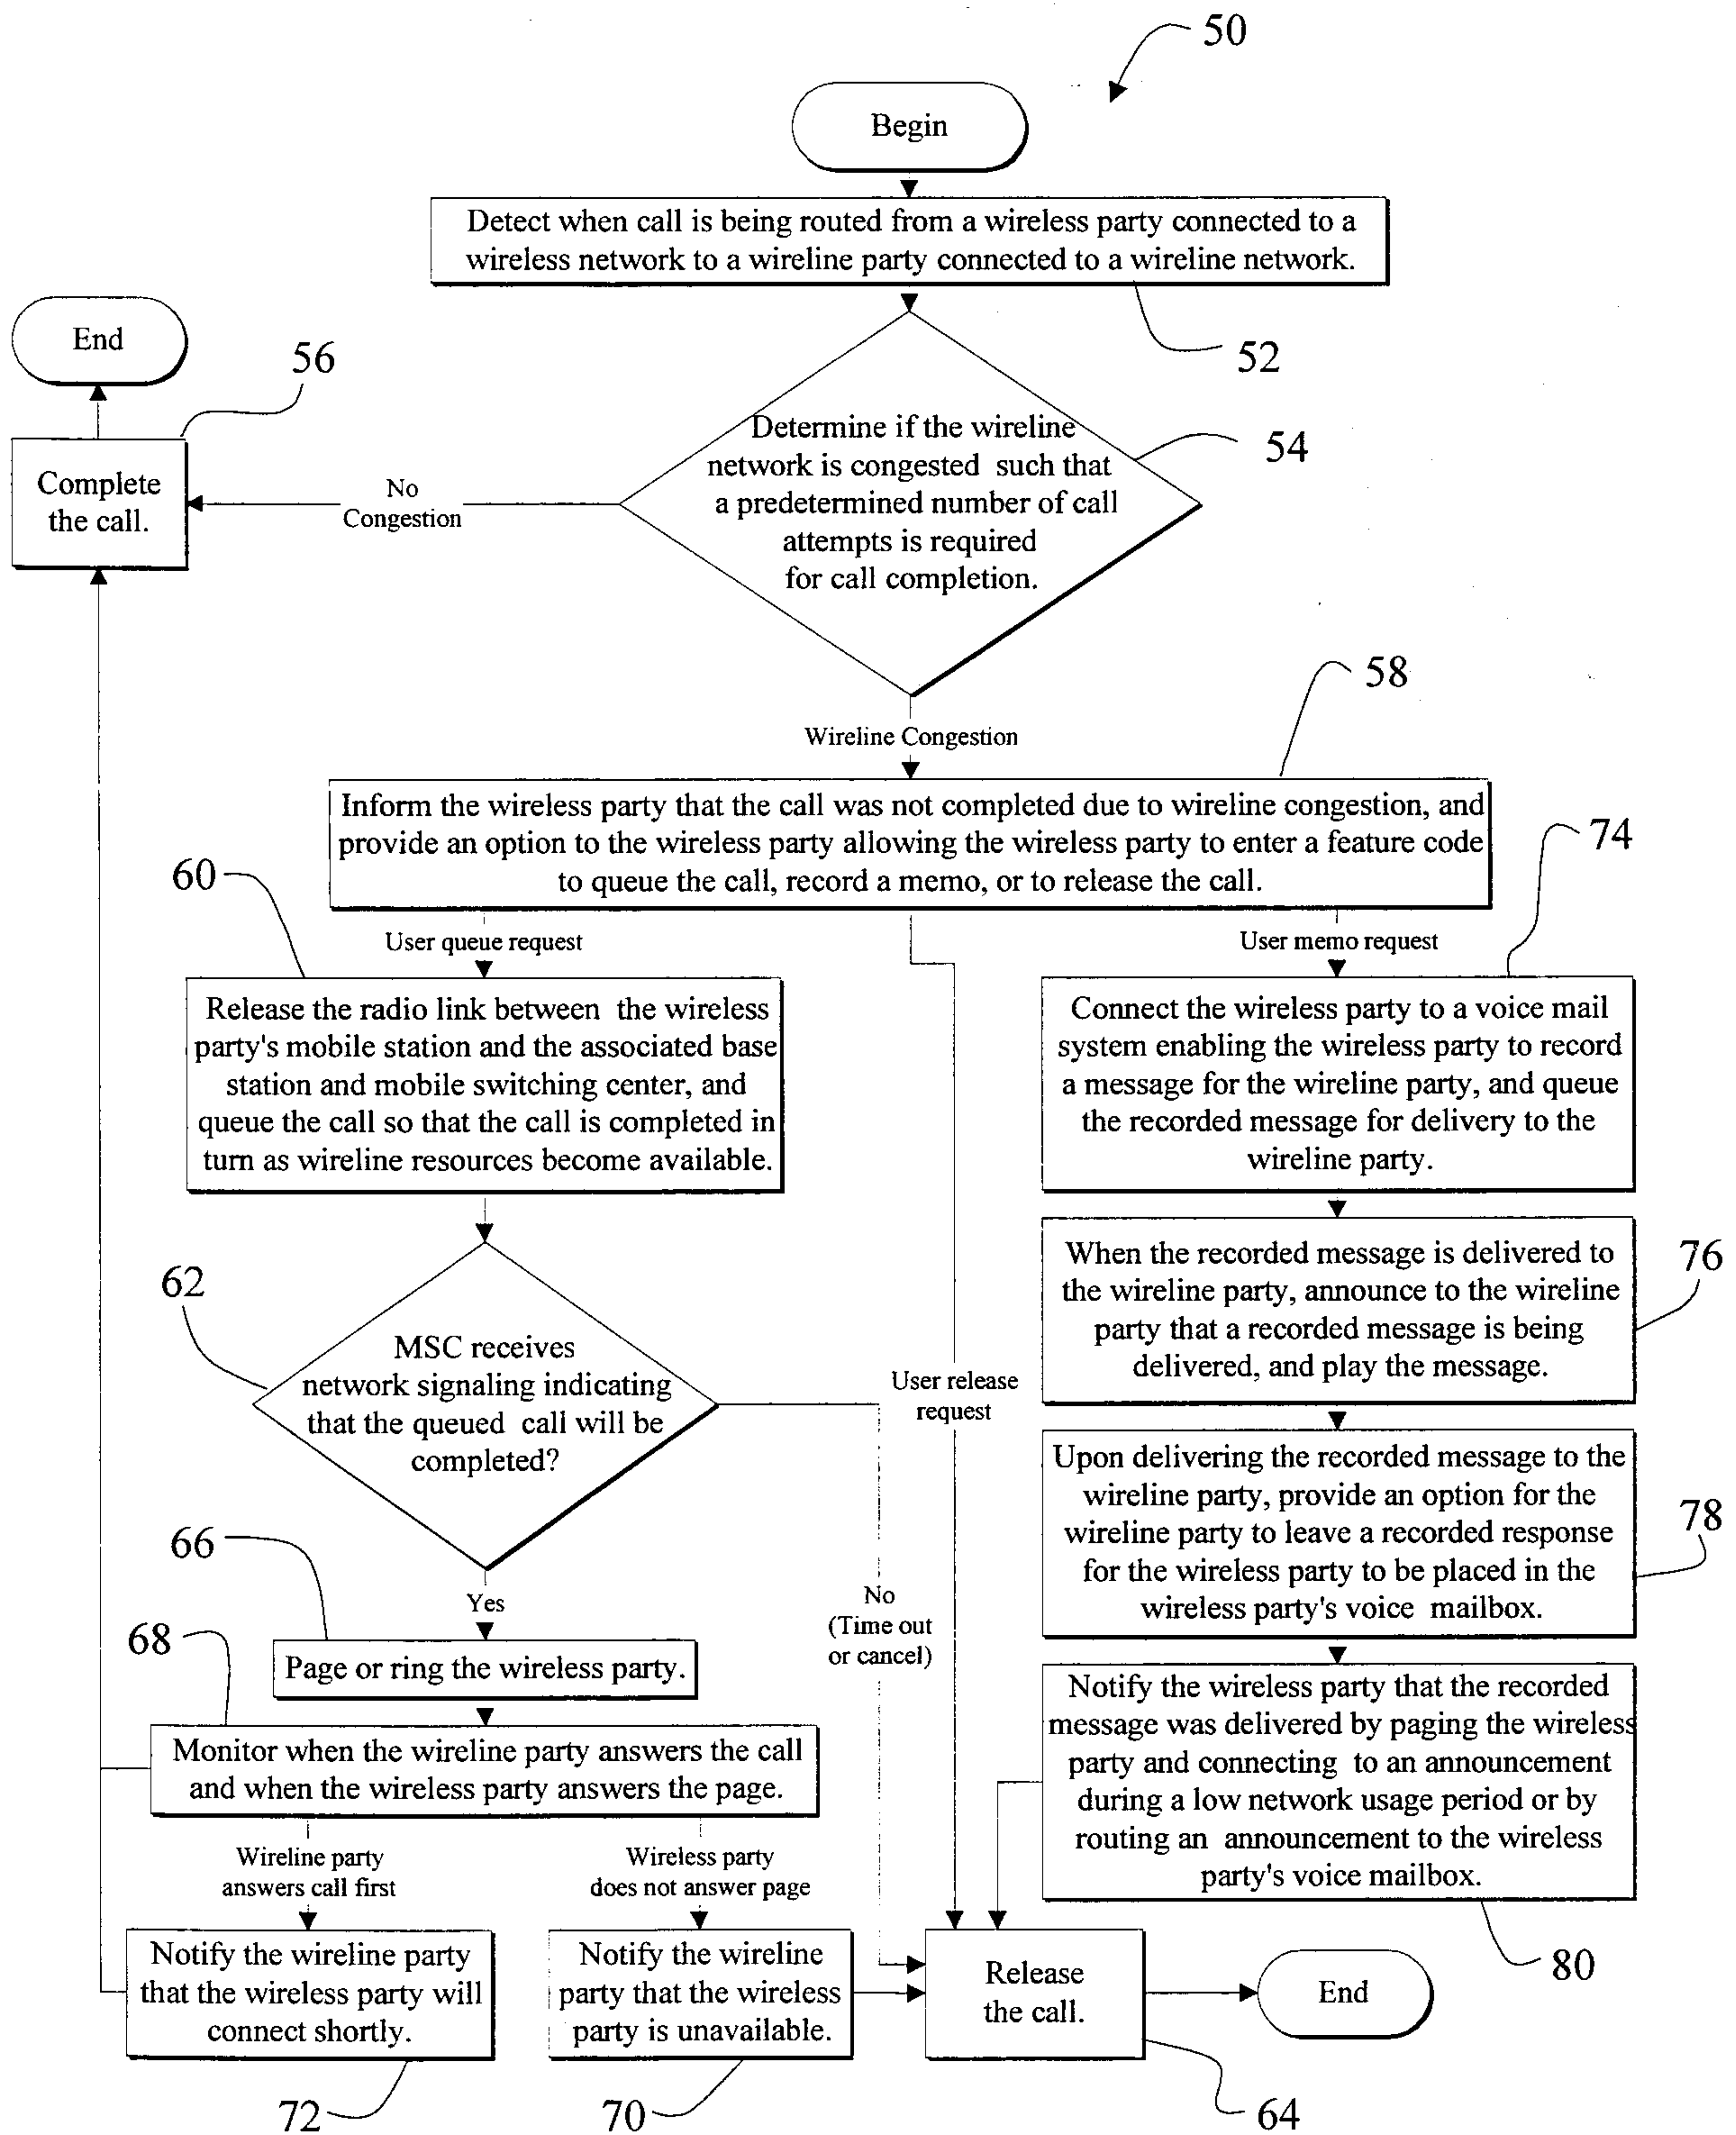 50
Begin
Detect when call is being routed from a wireless party connected to a
wireless network to a wireline party connected to a wireline network.
52
End
56
Complete
the call.
No
Congestion
Determine if the wireline
network is congested such that
a predetermined number of call
attempts is required
for call completion.
54
Wireline Congestion
58
Inform the wireless party that the call was not completed due to wireline congestion, and
provide an option to the wireless party allowing the wireless party to enter a feature code
to queue the call, record a memo, or to release the call.
60
74
User queue request
User memo request
Release the radio link between the wireless
party's mobile station and the associated base
station and mobile switching center, and
queue the call so that the call is completed in
turn as wireline resources become available.
Connect the wireless party to a voice mail
system enabling the wireless party to record
a message for the wireline party, and queue
the recorded message for delivery to the
wireline party.
62
MSC receives
network signaling indicating
that the queued call will be
completed?
User release
request
When the recorded message is delivered to
the wireline party, announce to the wireline
party that a recorded message is being
delivered, and play the message.
76
Upon delivering the recorded message to the
wireline party, provide an option for the
wireline party to leave a recorded response
for the wireless party to be placed in the
wireless party's voice mailbox.
78
66
Yes
No
(Time out
or cancel)
68
Page or ring the wireless party.
Monitor when the wireline party answers the call
and when the wireless party answers the page.
Notify the wireless party that the recorded
message was delivered by paging the wireless
party and connecting to an announcement
during a low network usage period or by
routing an announcement to the wireless
party's voice mailbox.
80
Wireline party
answers call first
Wireless party
does not answer page
Notify the wireline party
that the wireless party will
connect shortly.
72
Notify the wireline
party that the wireless
party is unavailable.
70
Release
the call.
64
End